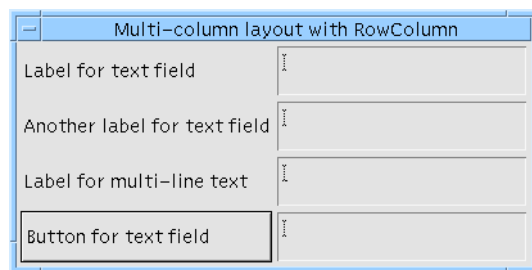 Multi-column layout with RowColumn
Label for text field
Another label for text field
Label for multi-line text
Button for text field